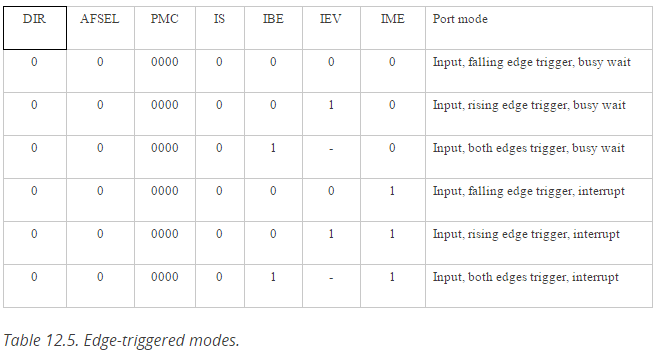 DIR AFSEL PMC IS IBE IEV IME Port mode
0 0 0000 0 0 0 0 Input, falling edge trigger, busy wait
0 0 0000 0 0 1 0 Input, rising edge trigger, busy wait
0 0 0000 0 1 - 0 Input, both edges trigger, busy wait
0 0 0000 0 0 0 1 Input, falling edge trigger, interrupt
0 0 0000 0 0 1 1 Input, rising edge trigger, interrupt
0 0 0000 0 1 - 1 Input, both edges trigger, interrupt
Table 12.5. Edge-triggered modes.